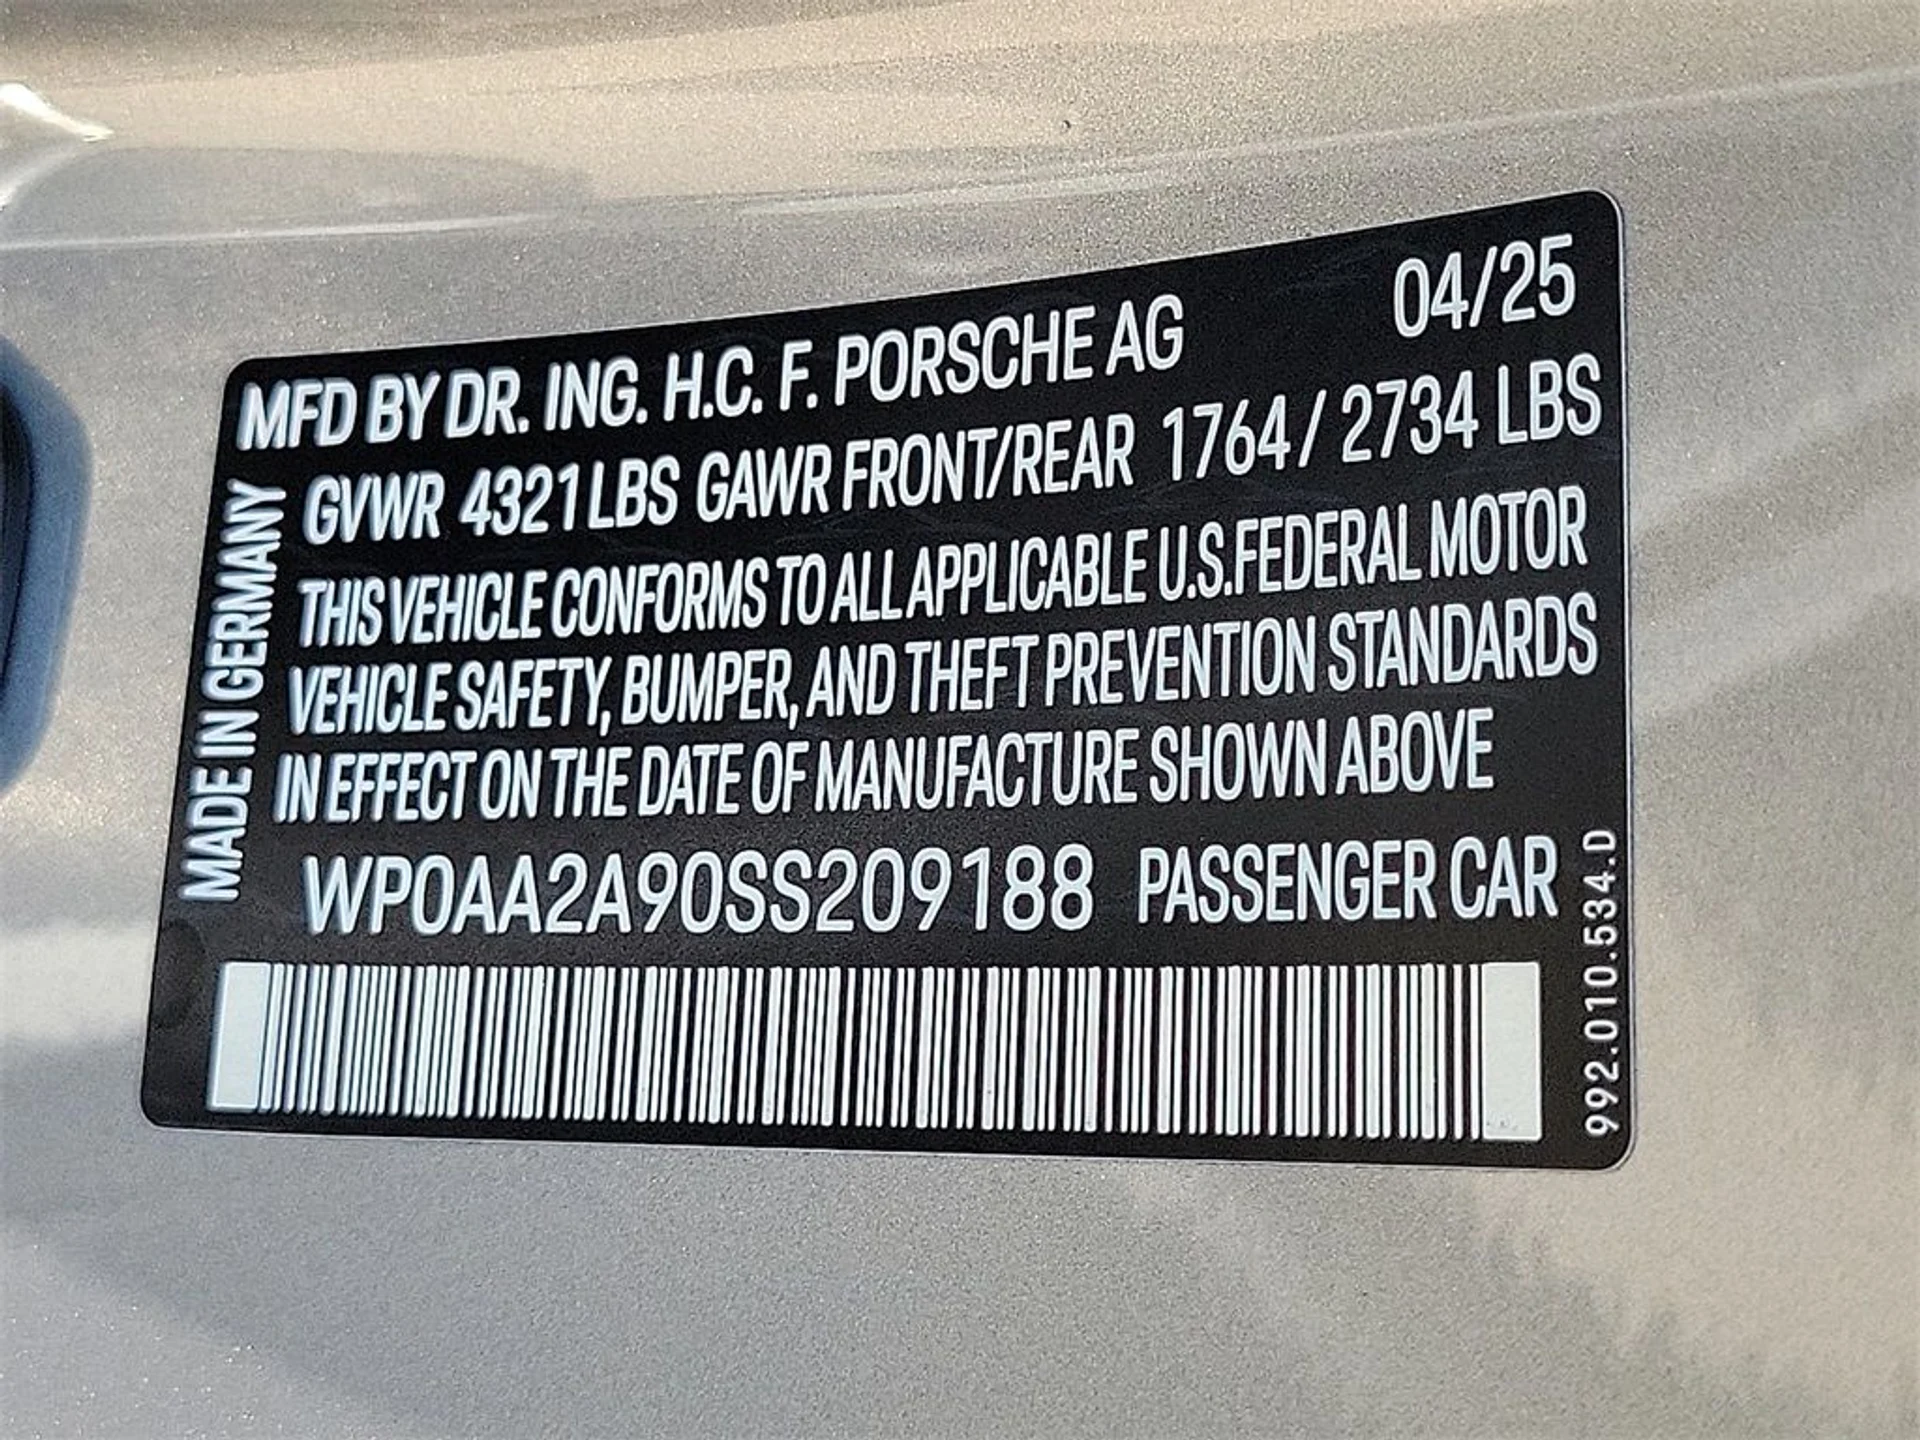 MFD BY DR. ING. H.C. F. PORSCHE AG 04/25
GVWR 4321 LBS GAWR FRONT/REAR 1764 / 2734 LBS
THIS VEHICLE CONFORMS TO ALL APPLICABLE U.S.FEDERAL MOTOR
VEHICLE SAFETY, BUMPER, AND THEFT PREVENTION STANDARDS
IN EFFECT ON THE DATE OF MANUFACTURE SHOWN ABOVE
WP0AA2A90SS209188 PASSENGER CAR
MADE IN GERMANY
992.010.534.D